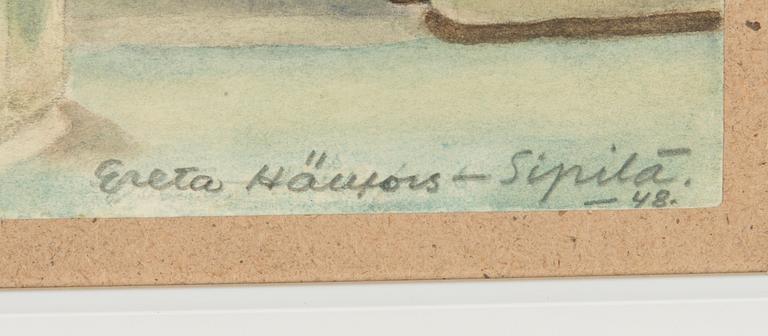 Greta Hällfors-Sipilä.
- 48.